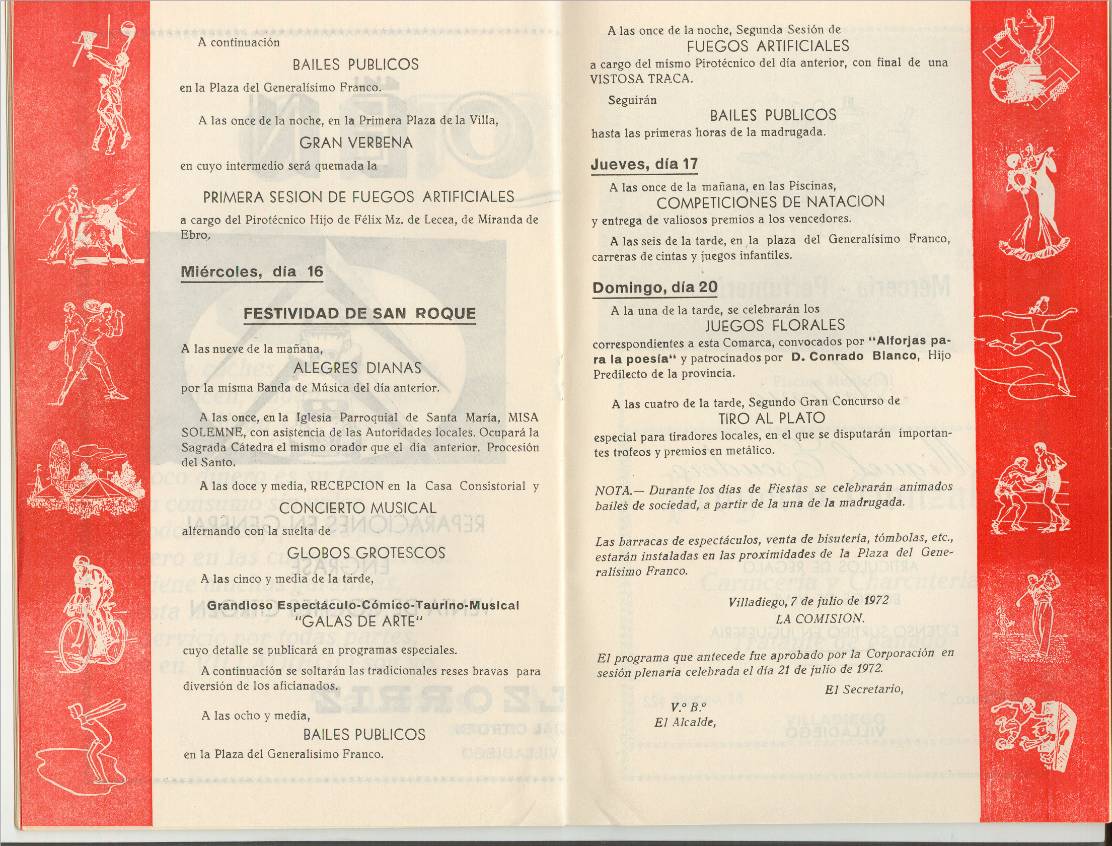 A continuación
BAILES PUBLICOS
en la Plaza del Generalísimo Franco.
A las once de la noche, en la Primera Plaza de la Villa,
GRAN VERBENA
en cuyo intermedio será quemada la
PRIMERA SESION DE FUEGOS ARTIFICIALES
a cargo del Pirotécnico Hijo de Félix Mz. de Lecea, de Miranda de
Ebro.
Miércoles, día 16
FESTIVIDAD DE SAN ROQUE
A las nueve de la mañana,
ALEGRES DIANAS
por la misma Banda de Música del día anterior.
A las once, en la Iglesia Parroquial de Santa María, MISA
SOLEMNE, con asistencia de las Autoridades locales. Ocupará la
Sagrada Cátedra el mismo orador que el día anterior. Procesión
del Santo.
A las doce y media, RECEPCION en la Casa Consistorial y
CONCIERTO MUSICAL
alternando con la suelta de
GLOBOS GROTESCOS
A las cinco y media de la tarde,
Grandioso Espectáculo-Cómico-Taurino-Musical
"GALAS DE ARTE"
cuyo detalle se publicará en programas especiales.
A continuación se soltarán las tradicionales reses bravas para
diversión de los aficianados.
A las ocho y media,
BAILES PUBLICOS
en la Plaza del Generalisimo Franco.
A las once de la noche, Segunda Sesión de
FUEGOS ARTIFICIALES
a cargo del mismo Pirotécnico del día anterior, con final de una
VISTOSA TRACA.
Seguirán
BAILES PUBLICOS
hasta las primeras horas de la madrugada.
Jueves, día 17
A las once de la mañana, en las Piscinas,
COMPETICIONES DE NATACION
y entrega de valiosos premios a los vencedores.
A las seis de la tarde, en la plaza del Generalísimo Franco,
carreras de cintas y juegos infantiles.
Domingo, día 20
A la una de la tarde, se celebrarán los
JUEGOS FLORALES
correspondientes a esta Comarca, convocados por "Alforjas pa-
ra la poesía" y patrocinados por D. Conrado Blanco, Hijo
Predilecto de la provincia.
A las cuatro de la tarde, Segundo Gran Concurso de
TIRO AL PLATO
especial para tiradores locales, en el que se disputarán importan-
tes trofeos y premios en metálico.
NOTA.— Durante los días de Fiestas se celebrarán animados
bailes de sociedad, a partir de la una de la madrugada.
Las barracas de espectáculos, venta de bisutería, tómbolas, etc.,
estarán instaladas en las proximidades de la Plaza del Gene-
ralísimo Franco.
Villadiego, 7 de julio de 1972
LA COMISION.
El programa que antecede fue aprobado por la Corporación en
sesión plenaria celebrada el día 21 de julio de 1972.
El Secretario,
V.º B.º
El Alcalde,